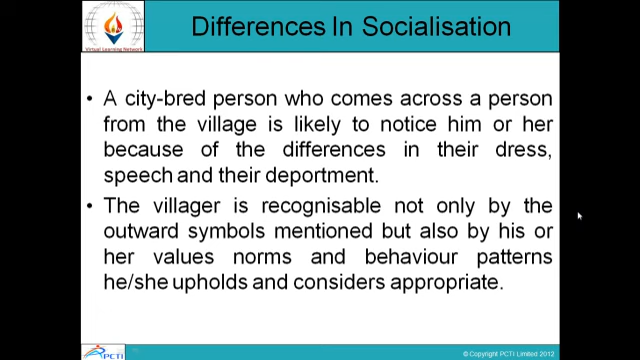 Differences In Socialisation
Virtual Learning Network
• A city-bred person who comes across a person
from the village is likely to notice him or her
because of the differences in their dress,
speech and their deportment.
• The villager is recognisable not only by the
outward symbols mentioned but also by his or
her values norms and behaviour patterns
he/she upholds and considers appropriate.
PCTI
© Copyright PCTI Limited 2012